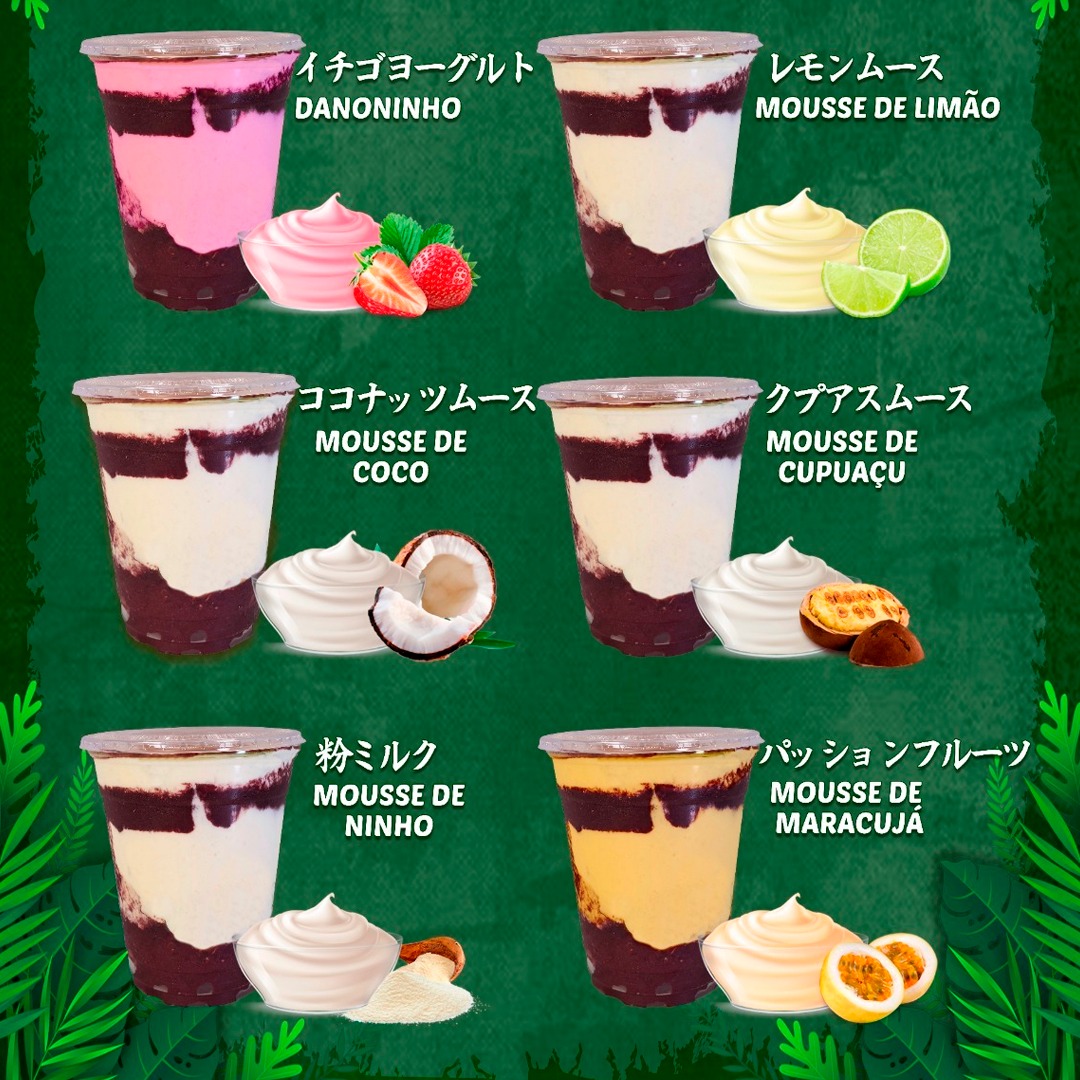 イチゴヨーグルト
DANONINHO
レモンムース
MOUSSE DE LIMÃO
ココナッツムース
MOUSSE DE
COCO
クプアスムース
MOUSSE DE
CUPUAÇU
粉ミルク
MOUSSE DE
NINHO
パッションフルーツ
MOUSSE DE
MARACUJÁ